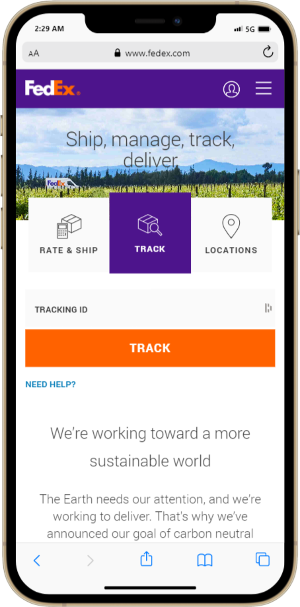 2:29 AM 5G
AA www.fedex.com
FedEx.
Ship, manage, track,
deliver
FedEx
RATE & SHIP TRACK LOCATIONS
TRACKING ID
TRACK
NEED HELP?
We're working toward a more
sustainable world
The Earth needs our attention, and we're
working to deliver. That's why we've
announced our goal of carbon neutral